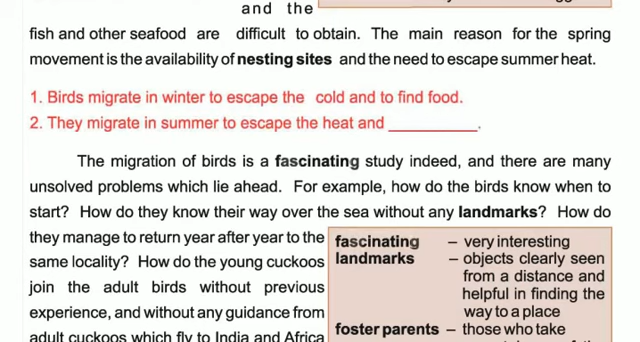 and the
fish and other seafood are difficult to obtain. The main reason for the spring
movement is the availability of nesting sites and the need to escape summer heat.
1. Birds migrate in winter to escape the cold and to find food.
2. They migrate in summer to escape the heat and ___________.
The migration of birds is a fascinating study indeed, and there are many
unsolved problems which lie ahead. For example, how do the birds know when to
start? How do they know their way over the sea without any landmarks? How do
they manage to return year after year to the
same locality? How do the young cuckoos
join the adult birds without previous
experience, and without any guidance from
adult cuckoos which fly to India and Africa
fascinating – very interesting
landmarks – objects clearly seen
from a distance and
helpful in finding the
way to a place
foster parents – those who take